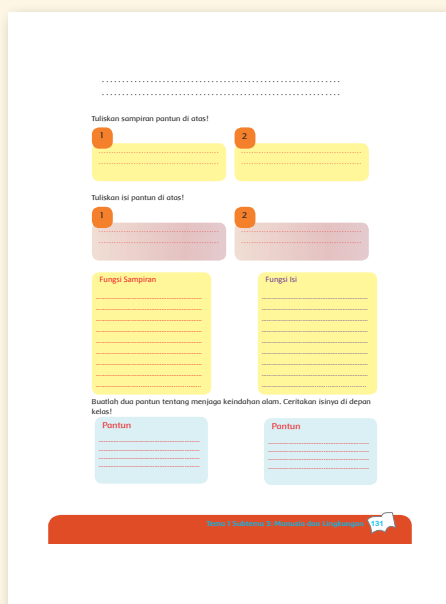 Tuliskan sampiran pantun di atas!
1 2
Tuliskan isi pantun di atas!
1 2
Fungsi Sampiran Fungsi Isi
Buatlah dua pantun tentang menjaga keindahan alam. Ceritakan isinya di depan
kelas!
Pantun Pantun
Tema 1 Subtema 1: Manusia dan Lingkungan 131